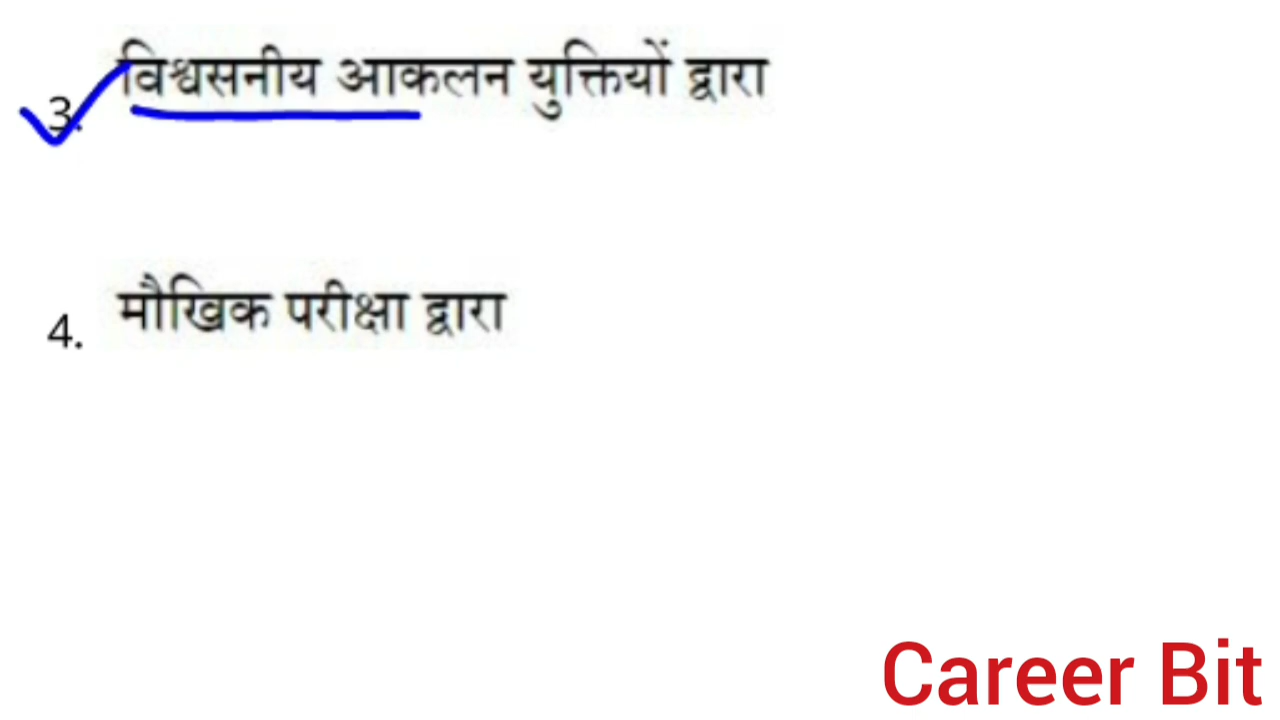 3. विश्वसनीय आकलन युक्तियों द्वारा
4. मौखिक परीक्षा द्वारा
Career Bit